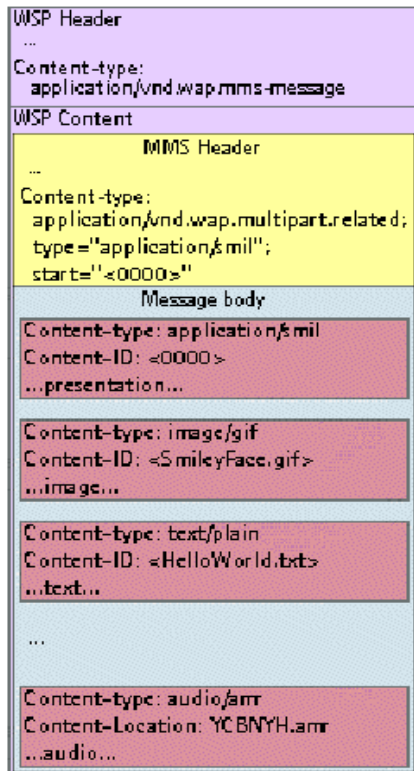 WSP Header
...
Content-type:
application/vnd.wap.mms-message
WSP Content
MMS Header
...
Content-type:
application/vnd.wap.multipart.related;
type="application/smil";
start="<0000>"
Message body
Content-type: application/smil
Content-ID: <0000>
...presentation...
Content-type: image/gif
Content-ID: <SmileyFace.gif>
...image...
Content-type: text/plain
Content-ID: <HelloWorld.txt>
...text...
...
Content-type: audio/amr
Content-Location: YCBNYH.amr
...audio...